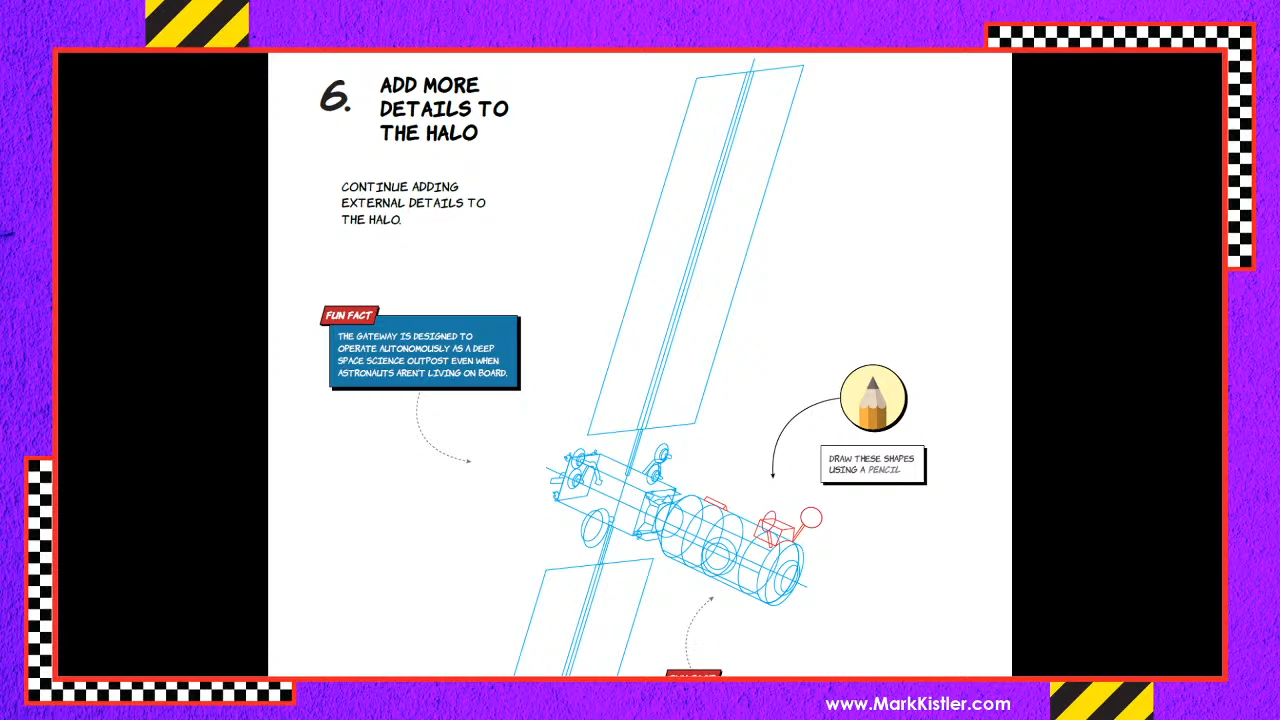 6.
ADD MORE
DETAILS TO
THE HALO
CONTINUE ADDING
EXTERNAL DETAILS TO
THE HALO.
FUN FACT
THE GATEWAY IS DESIGNED TO
OPERATE AUTONOMOUSLY AS A DEEP
SPACE SCIENCE OUTPOST EVEN WHEN
ASTRONAUTS AREN'T LIVING ON BOARD.
DRAW THESE SHAPES
USING A PENCIL
www.MarkKistler.com